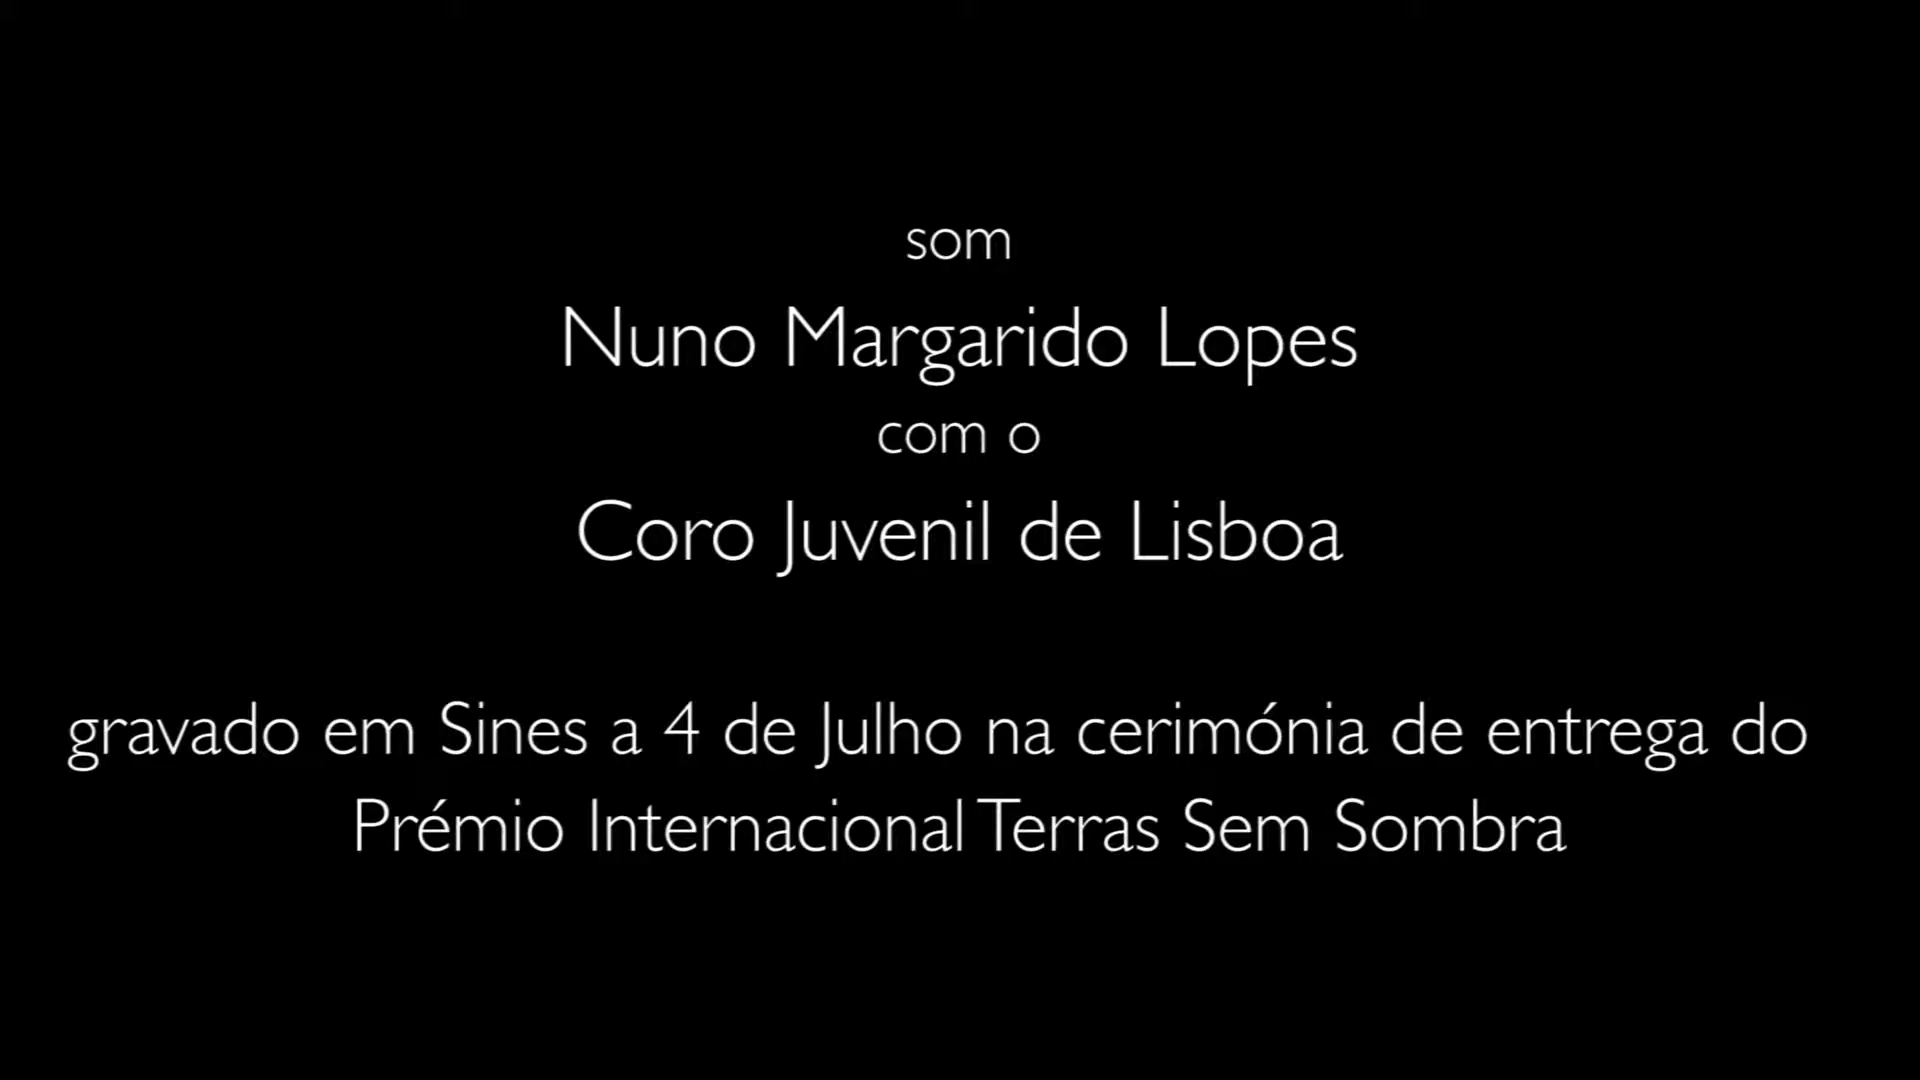 som
Nuno Margarido Lopes
com o
Coro Juvenil de Lisboa
gravado em Sines a 4 de Julho na cerimónia de entrega do
Prémio Internacional Terras Sem Sombra